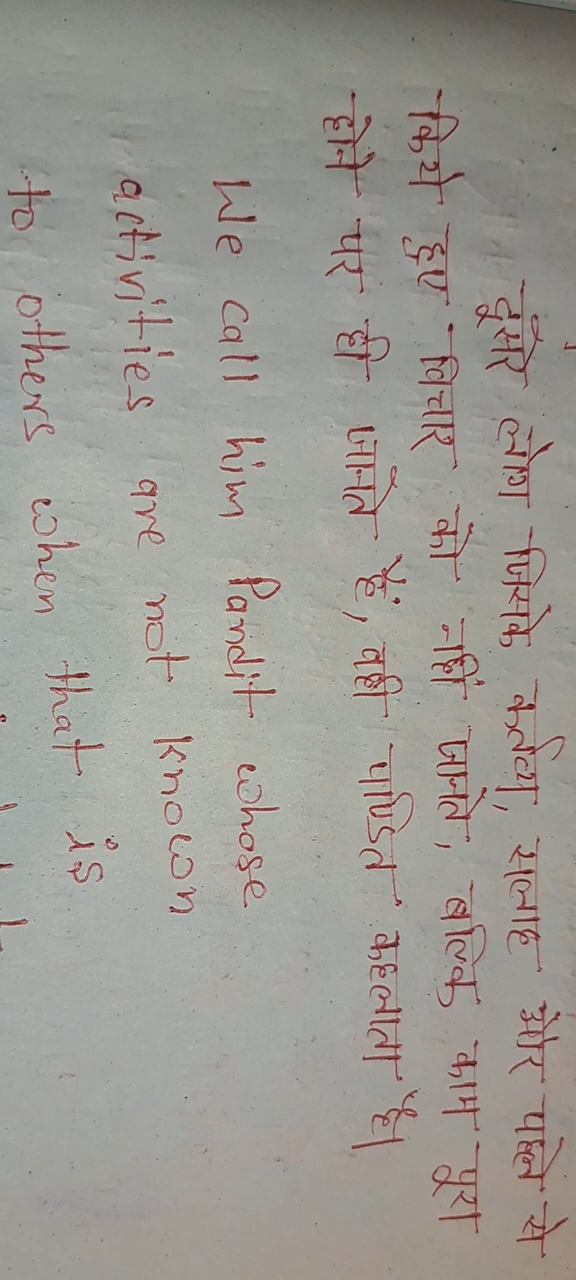 दूसरे लोग जिसके कर्तव्य, सलाह और पहले से
किये हुए विचार को नहीं जानते, बल्कि काम पूरा
होने पर ही जानते हैं, वही पण्डित कहलाता है।
We call him Pandit whose
activities are not known
to others when that is